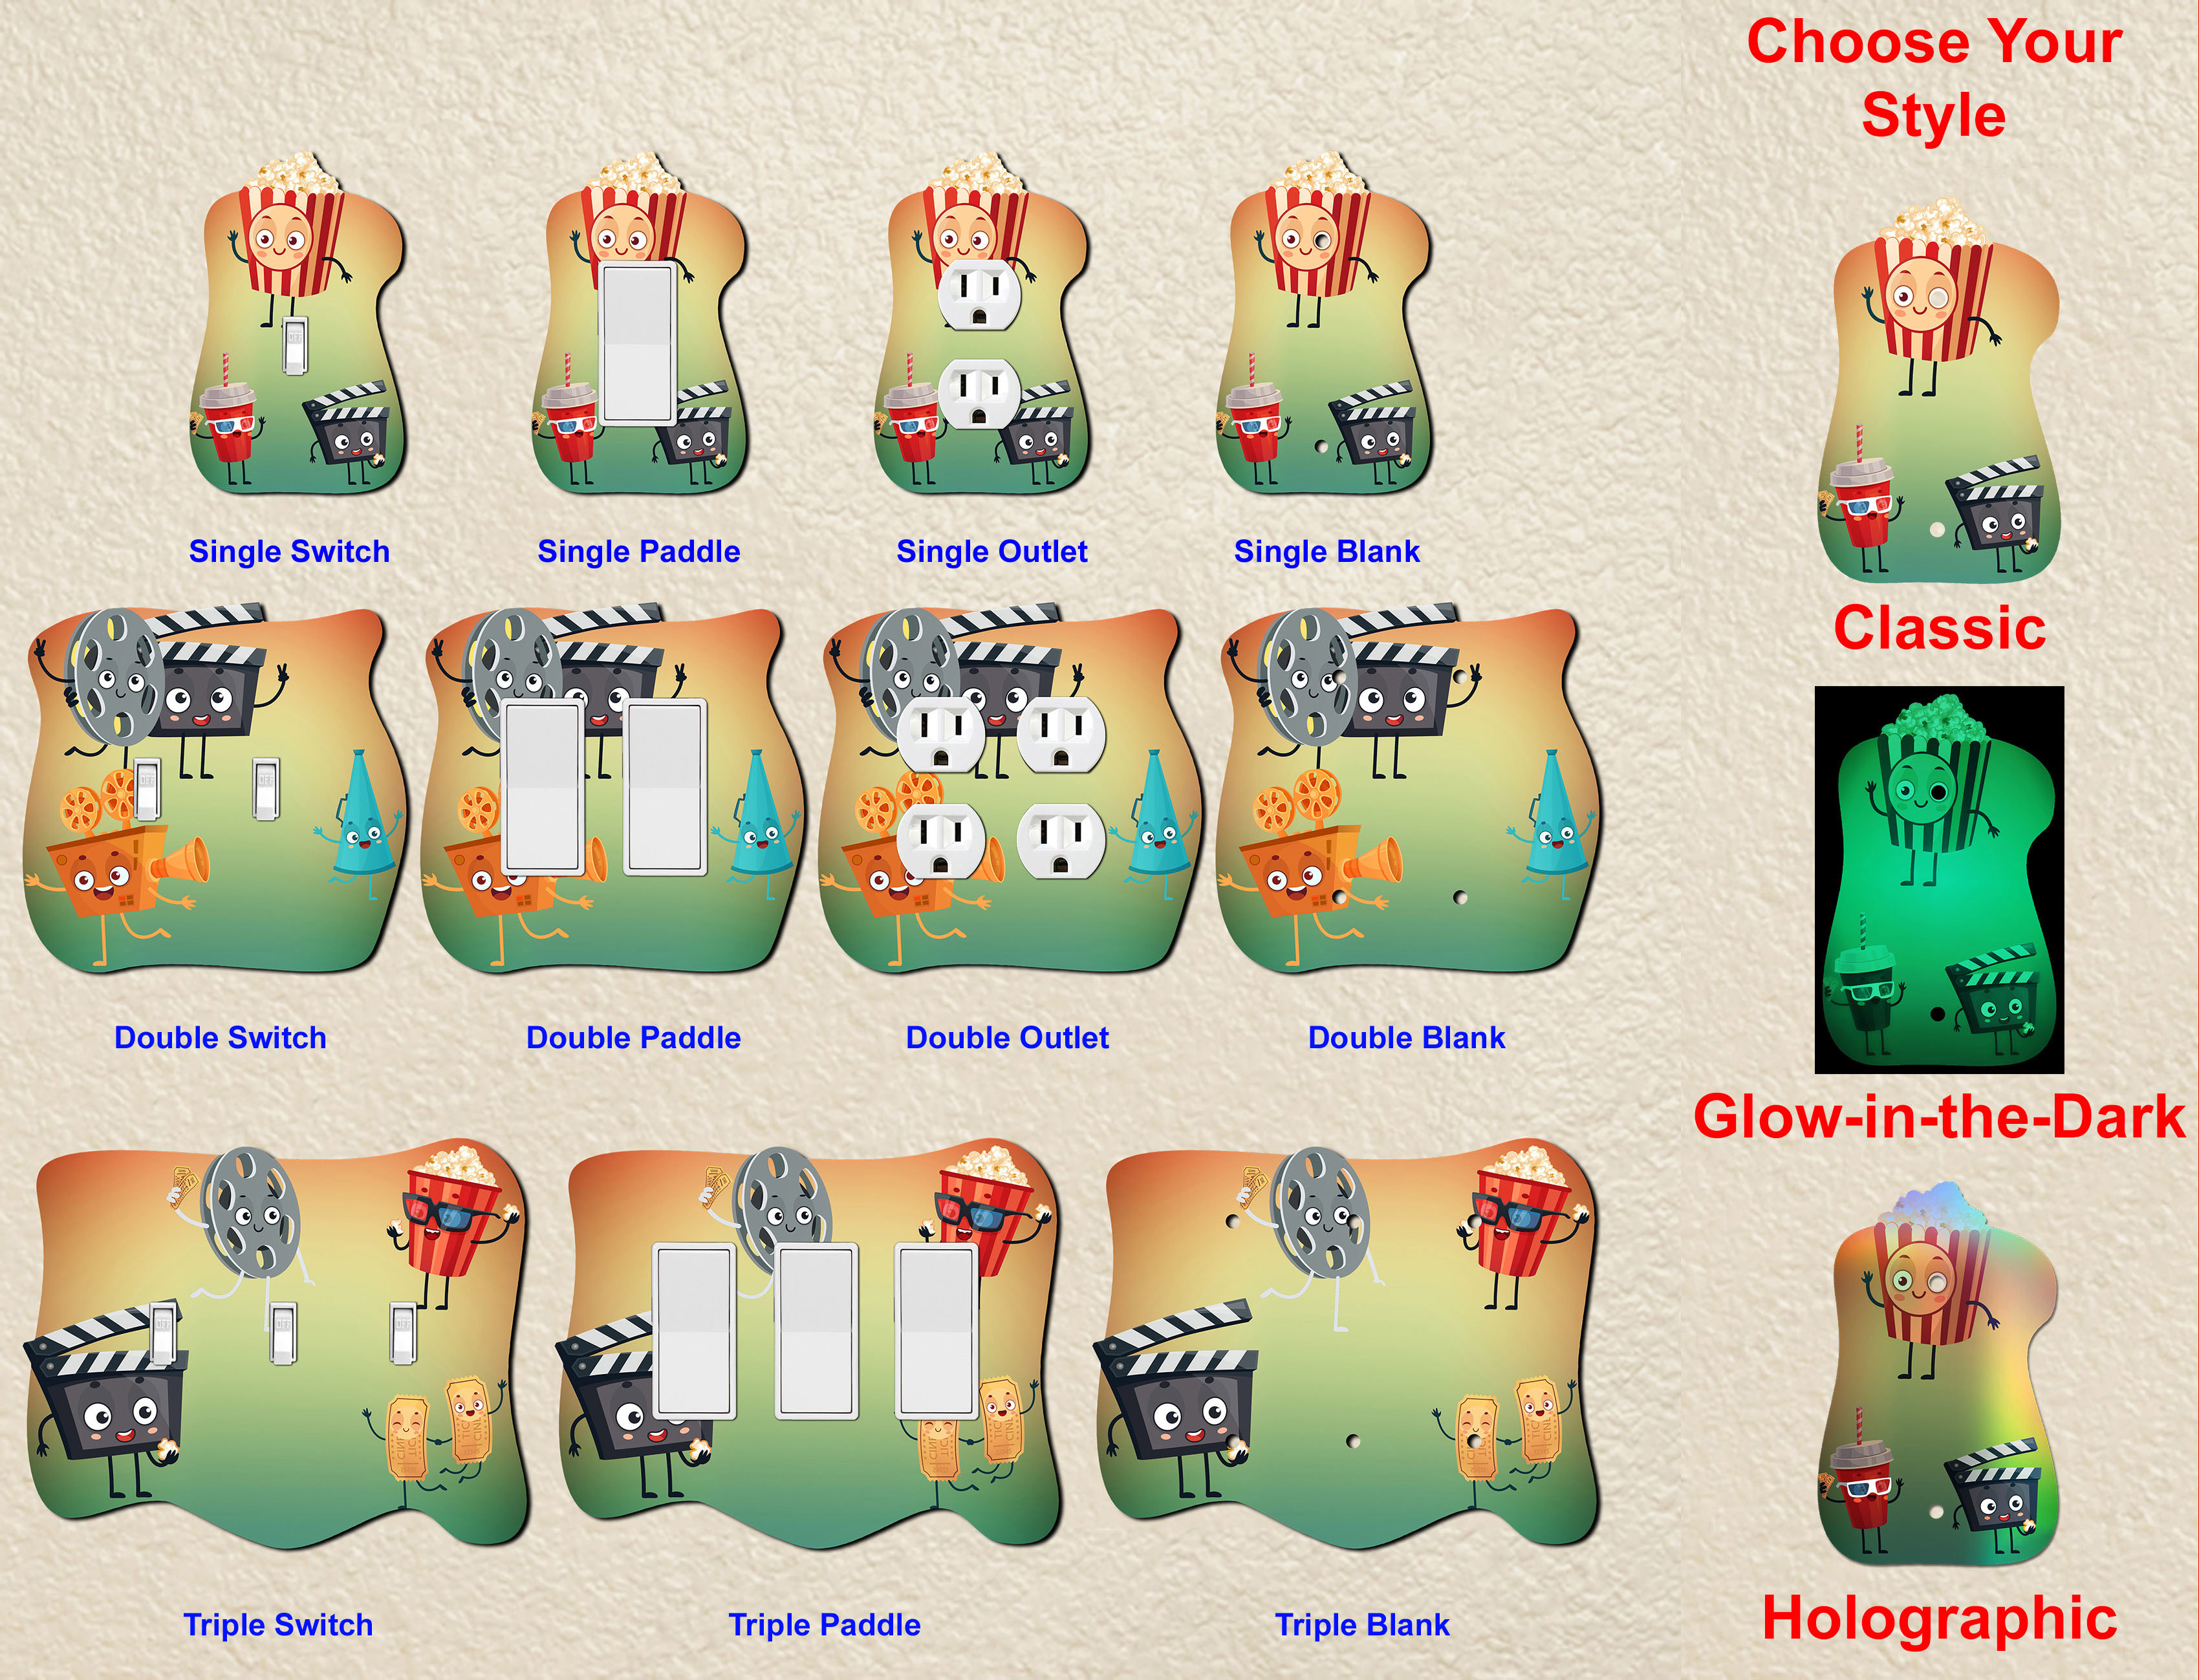 Choose Your
Style
Single Switch
Single Paddle
Single Outlet
Single Blank
Classic
Double Switch
Double Paddle
Double Outlet
Double Blank
Glow-in-the-Dark
Triple Switch
Triple Paddle
Triple Blank
Holographic